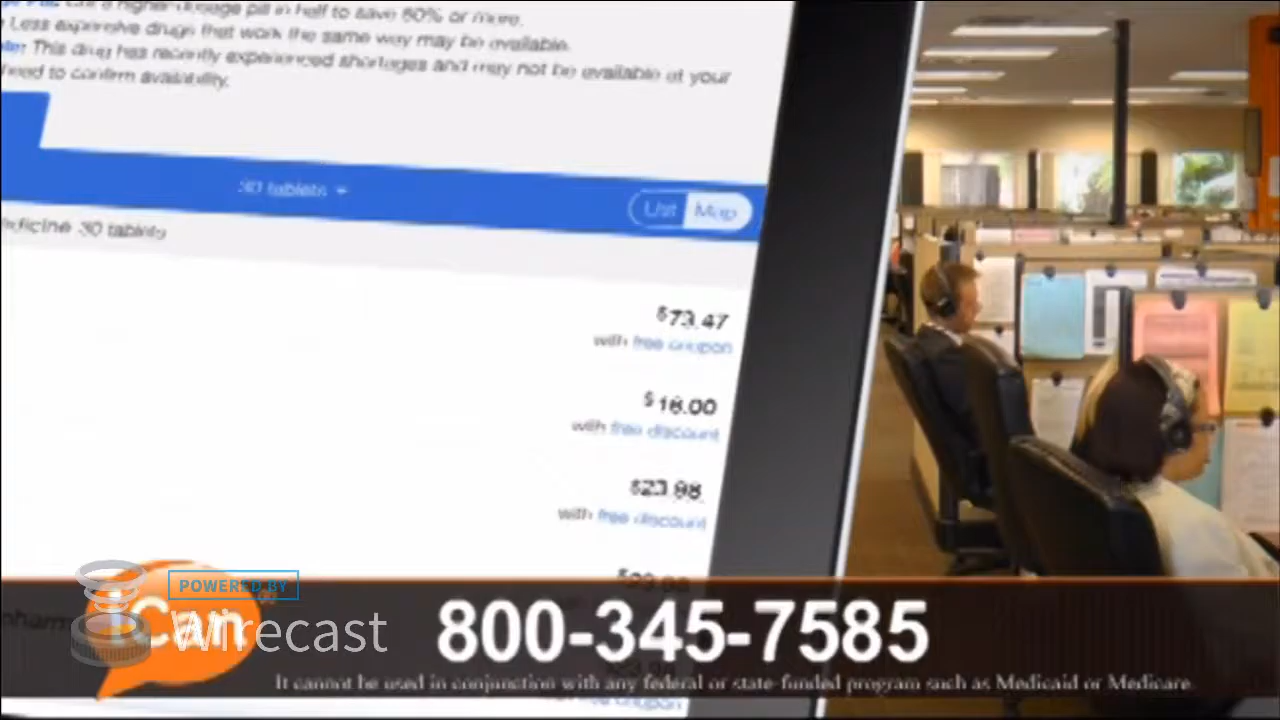 a higher-dosage pill in half to save 50% or more.
Less expensive drugs that work the same way may be available.
This drug has recently experienced shortages and may not be available at your
need to confirm availability.
30 tablets
List Map
30 tablets
$73.47
with free coupon
$16.00
with free discount
$23.98
with free discount
POWERED BY
Wirecast
iCan
800-345-7585
It cannot be used in conjunction with any federal or state-funded program such as Medicaid or Medicare.